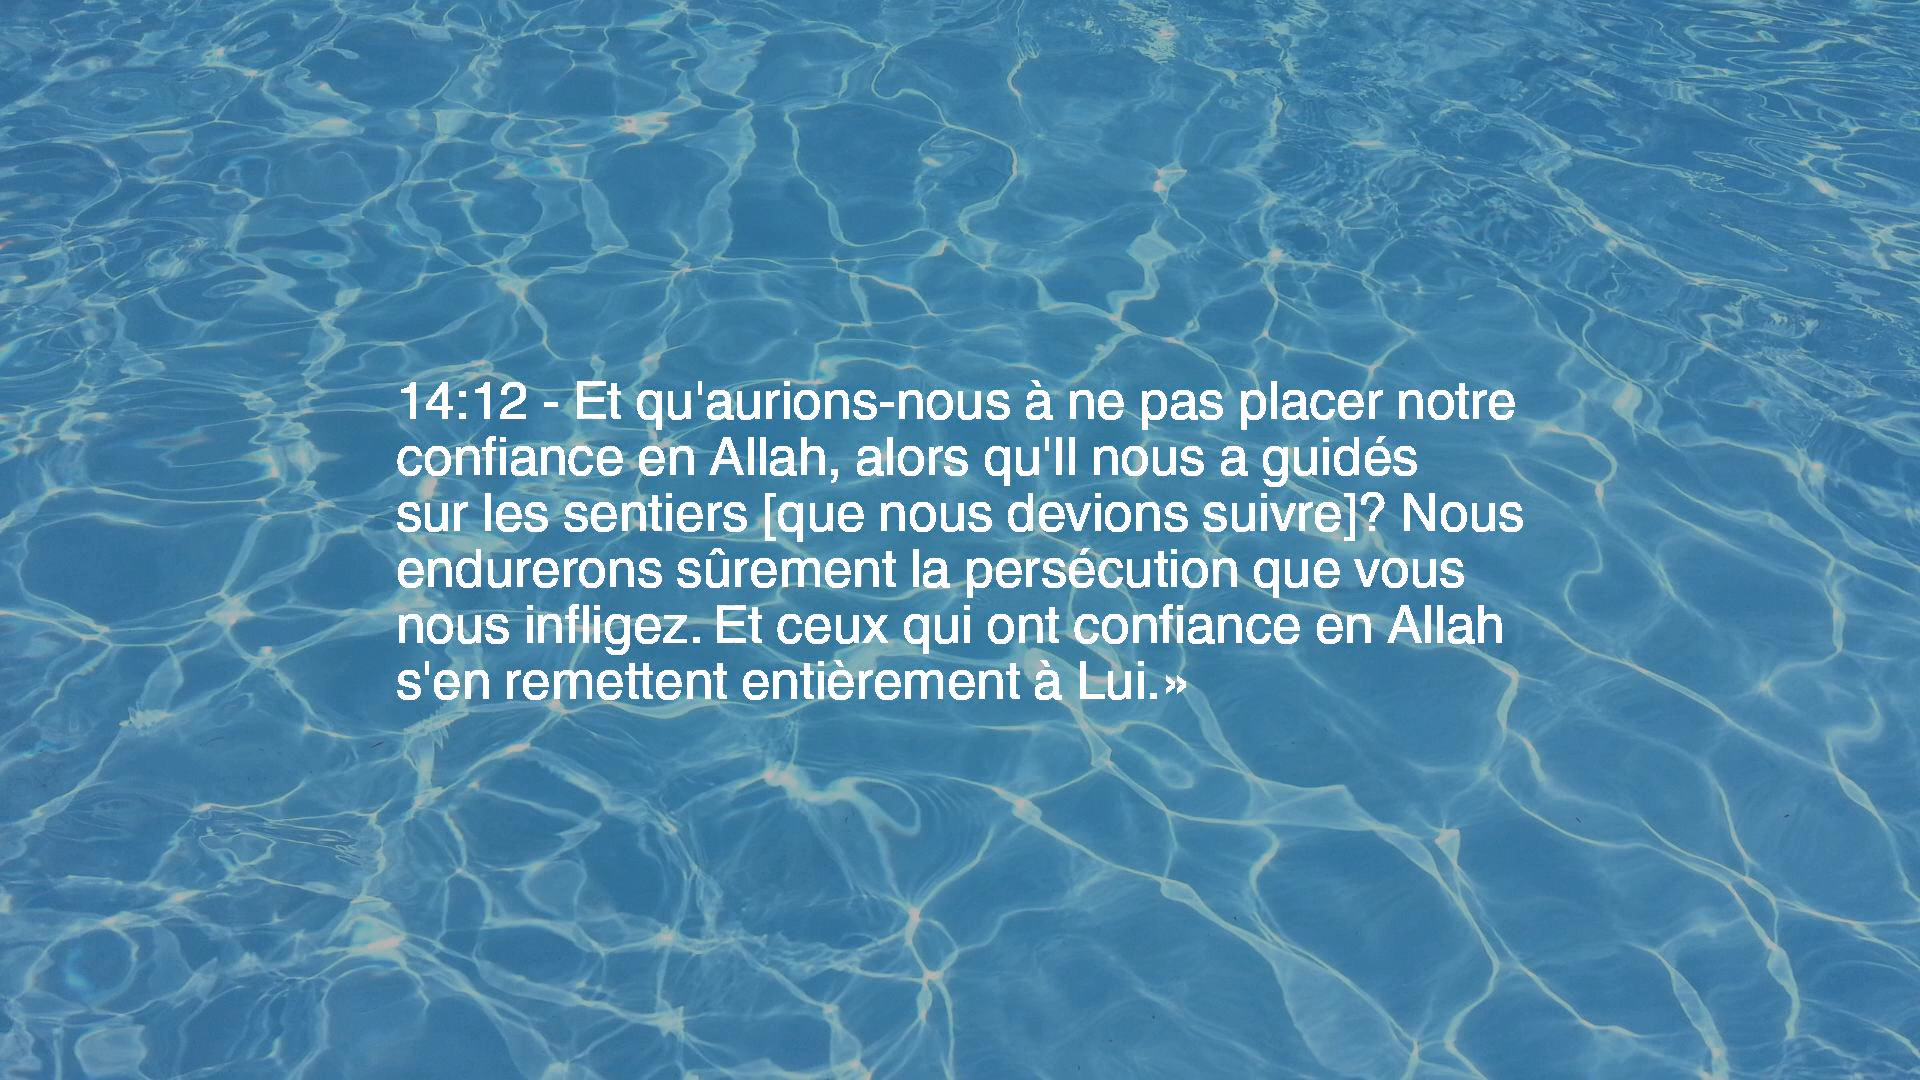 14:12 - Et qu'aurions-nous à ne pas placer notre
confiance en Allah, alors qu'Il nous a guidés
sur les sentiers [que nous devions suivre]? Nous
endurerons sûrement la persécution que vous
nous infligez. Et ceux qui ont confiance en Allah
s'en remettent entièrement à Lui.»